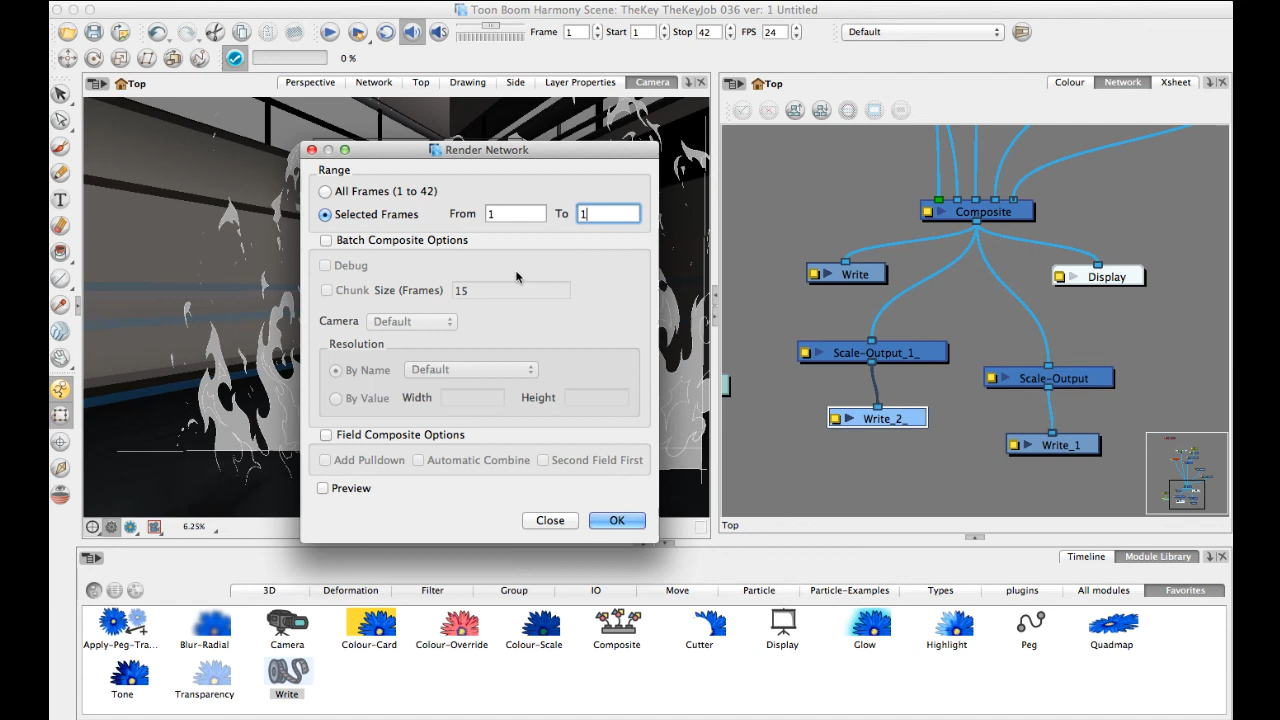 Toon Boom Harmony Scene: TheKey TheKeyJob 036 ver: 1 Untitled
Frame 1 Start 1 Stop 42 FPS 24 Default
0 %
Top Perspective Network Top Drawing Side Layer Properties Camera
Top Colour Network Xsheet
Render Network
Range
All Frames (1 to 42)
Selected Frames From 1 To 1
Batch Composite Options
Debug
Chunk Size (Frames) 15
Camera Default
Resolution
By Name Default
By Value Width Height
Field Composite Options
Add Pulldown Automatic Combine Second Field First
Preview
Close OK
6.25%
Composite
Write
Display
Scale-Output_1_
Scale-Output
Write_2_
Write_1
Top
Timeline Module Library
3D Deformation Filter Group IO Move Particle Particle-Examples Types plugins All modules Favorites
Apply-Peg-Tra... Blur-Radial Camera Colour-Card Colour-Override Colour-Scale Composite Cutter Display Glow Highlight Peg Quadmap
Tone Transparency Write